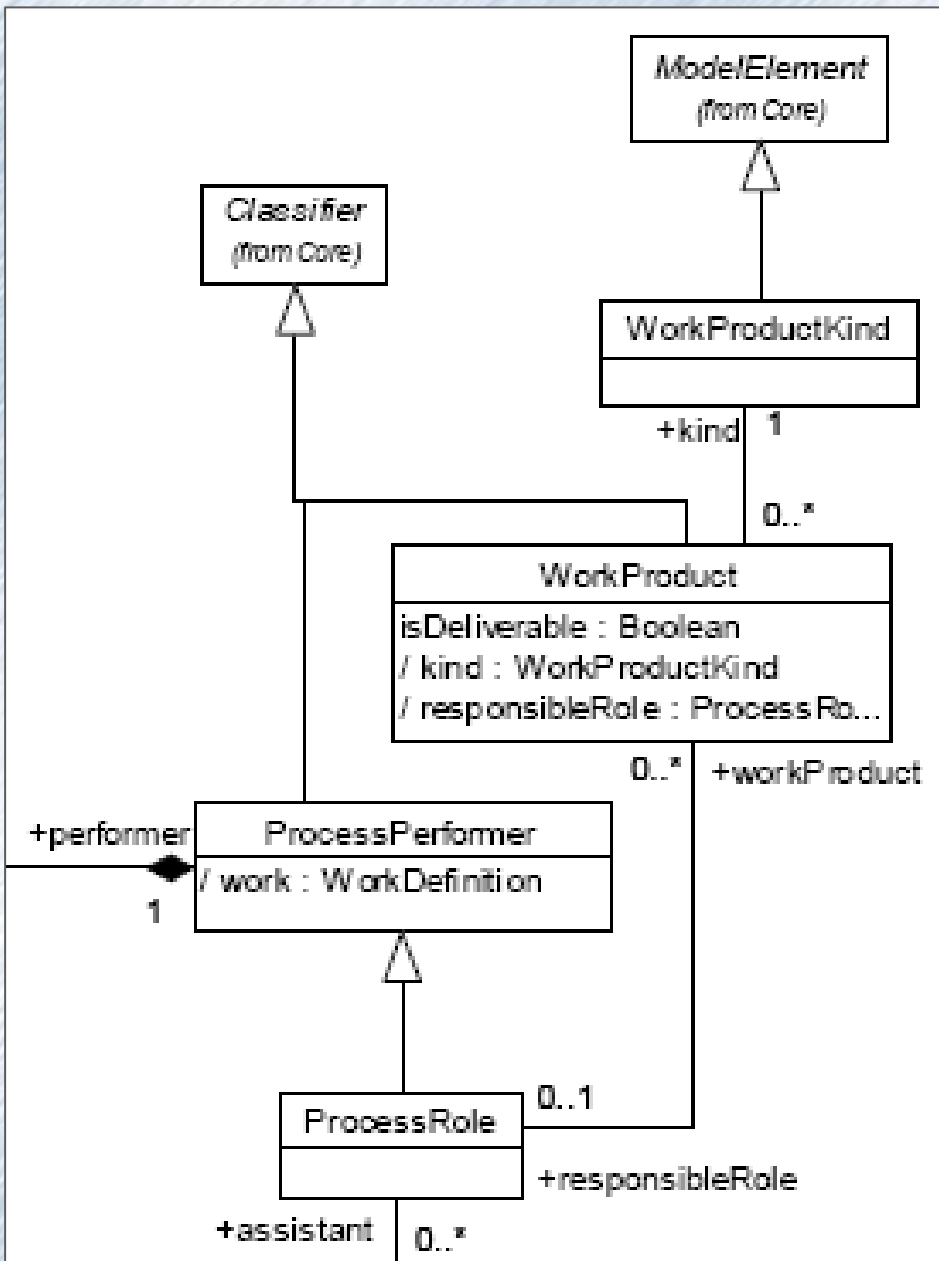 ModelElement
(from Core)
Classifier
(from Core)
WorkProductKind
+kind 1
0..*
WorkProduct
isDeliverable : Boolean
/ kind : WorkProductKind
/ responsibleRole : ProcessRo...
0..* +workProduct
+performer
1
ProcessPerformer
/ work : WorkDefinition
0..1
ProcessRole
+responsibleRole
+assistant 0..*